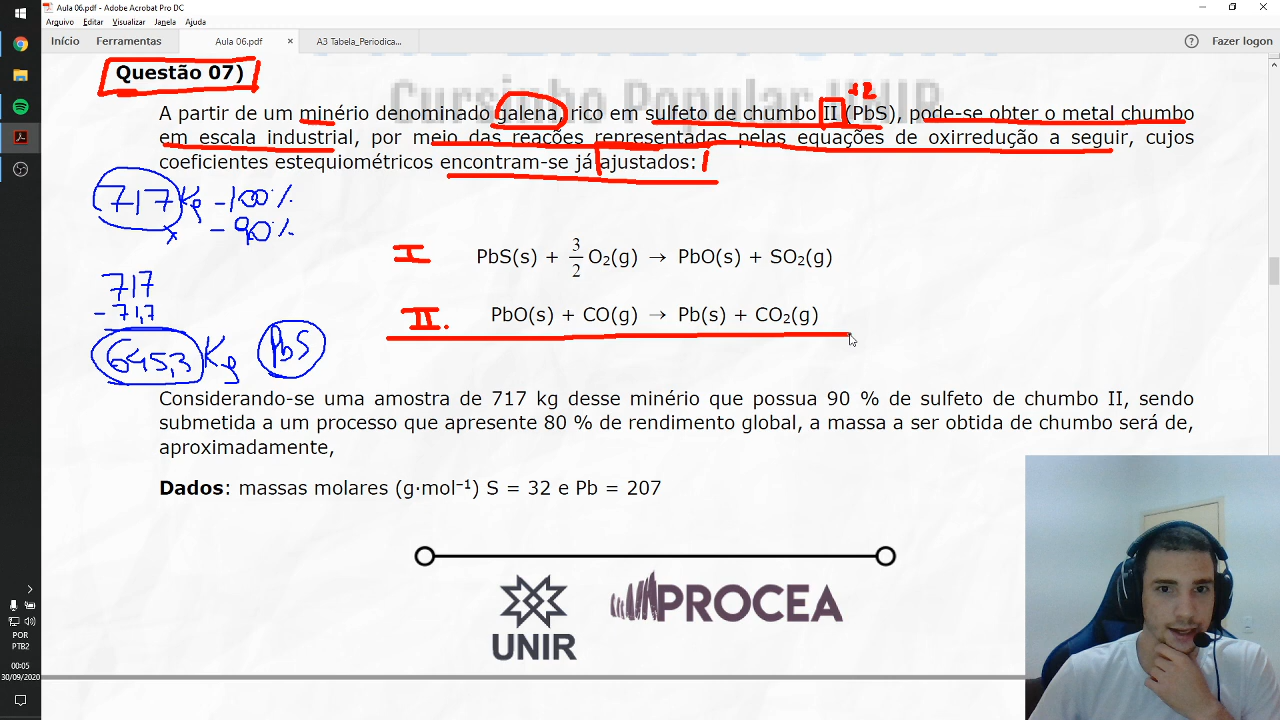 Aula 06.pdf - Adobe Acrobat Pro DC
Arquivo Editar Visualizar Janela Ajuda
Início Ferramentas Aula 06.pdf × A3 Tabela_Periodica... Fazer logon
Cursinho Popular UNIR
Questão 07)
+2
A partir de um minério denominado galena, rico em sulfeto de chumbo II (PbS), pode-se obter o metal chumbo
em escala industrial, por meio das reações representadas pelas equações de oxirredução a seguir, cujos
coeficientes estequiométricos encontram-se já ajustados:
717 Kg - 100%
x - 90%
I PbS(s) + 3/2 O₂(g) → PbO(s) + SO₂(g)
717
- 71,7
II. PbO(s) + CO(g) → Pb(s) + CO₂(g)
645,3 Kg PbS
Considerando-se uma amostra de 717 kg desse minério que possua 90 % de sulfeto de chumbo II, sendo
submetida a um processo que apresente 80 % de rendimento global, a massa a ser obtida de chumbo será de,
aproximadamente,
Dados: massas molares (g·mol⁻¹) S = 32 e Pb = 207
UNIR
PROCEA
POR
PTB2
00:05
30/09/2020